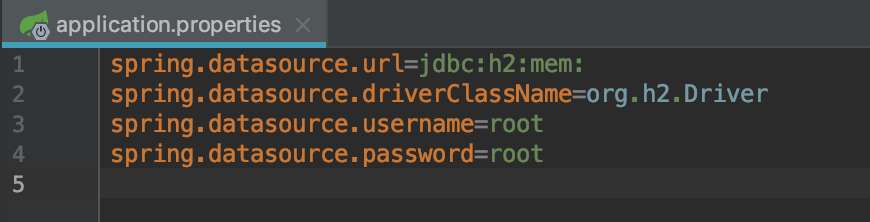 application.properties
1 spring.datasource.url=jdbc:h2:mem:
2 spring.datasource.driverClassName=org.h2.Driver
3 spring.datasource.username=root
4 spring.datasource.password=root
5